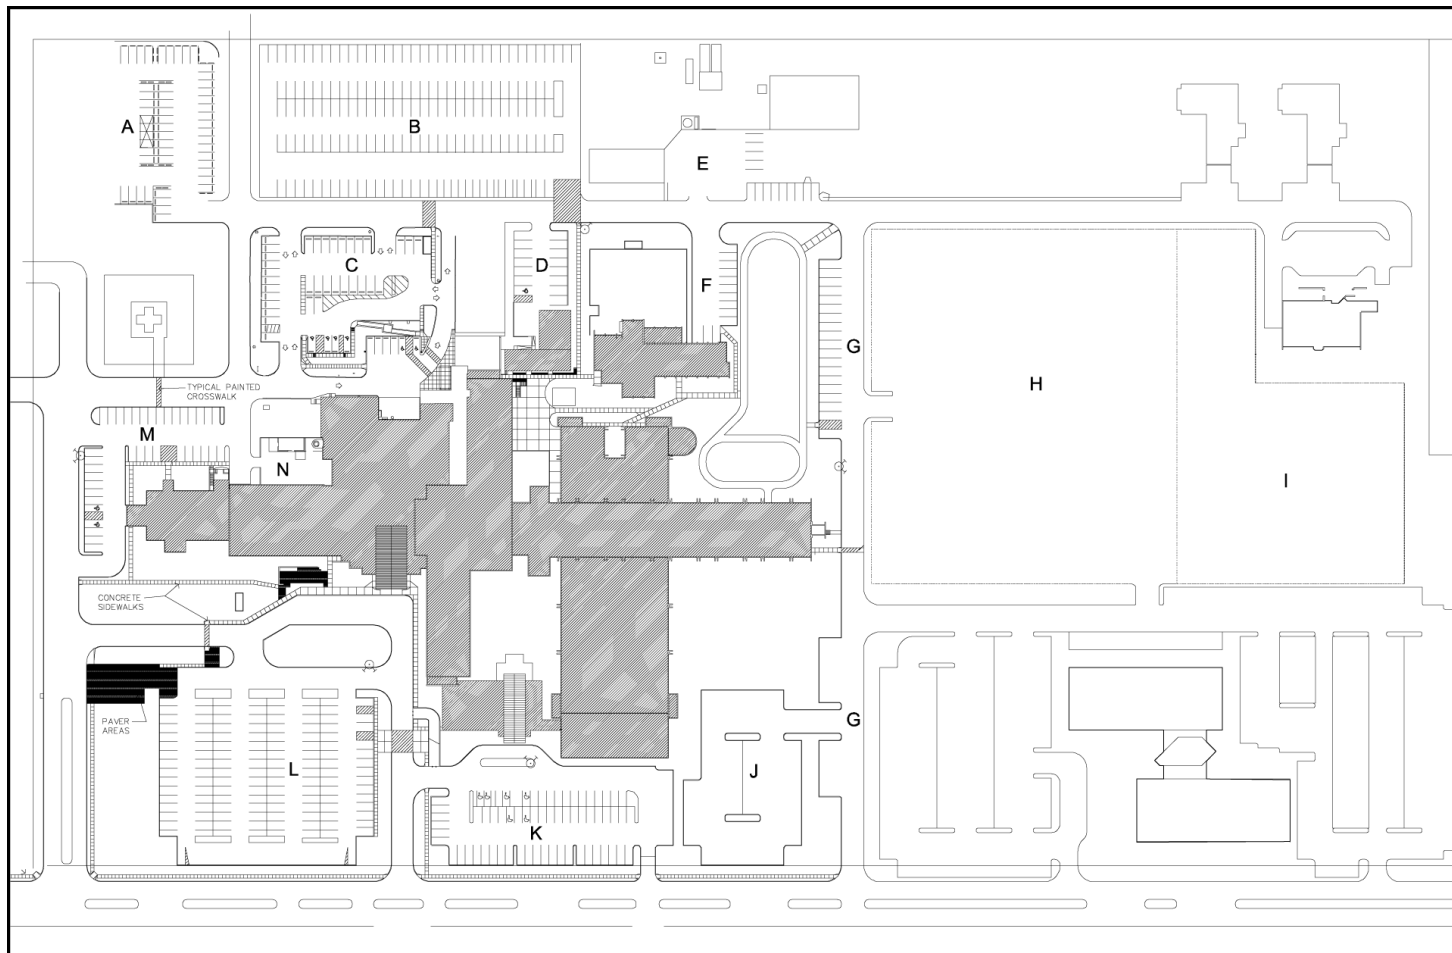 A
B
E
C
D
F
G
H
TYPICAL PAINTED
CROSSWALK
M
N
I
CONCRETE
SIDEWALKS
PAVER
AREAS
G
L
J
K